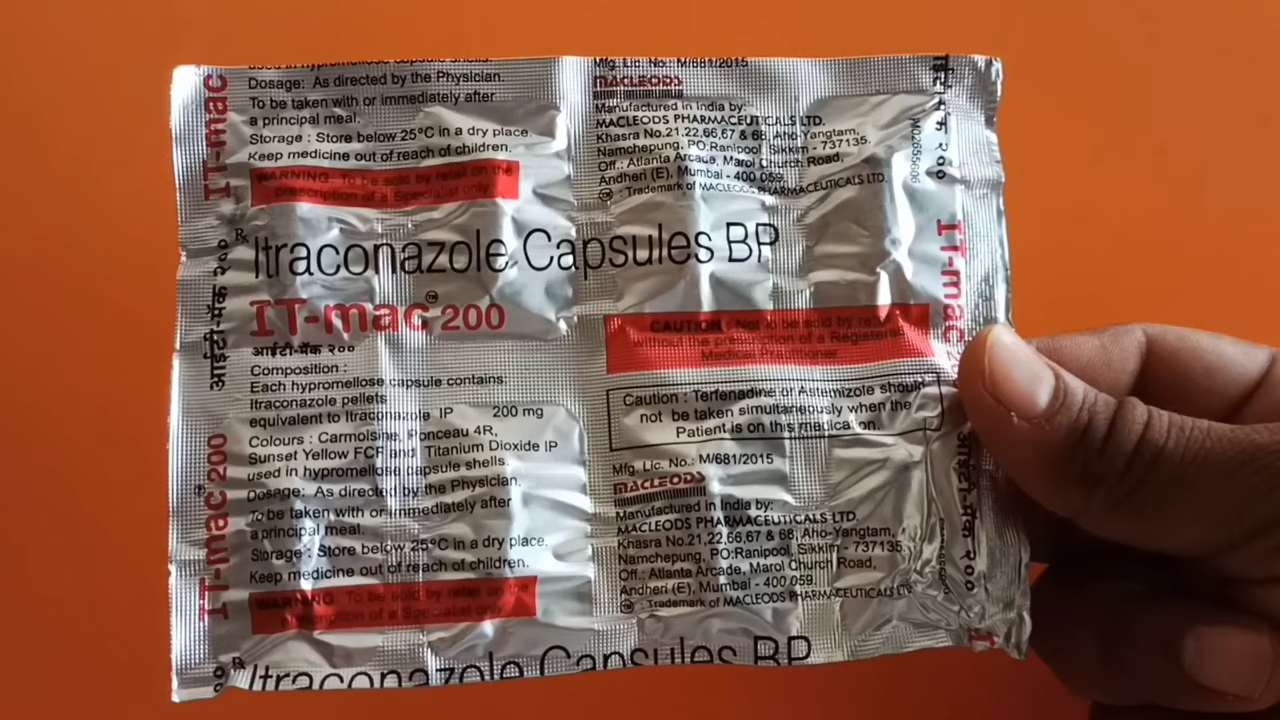 used in hypromellose capsule shells.
Dosage: As directed by the Physician.
To be taken with or immediately after
a principal meal.
Storage : Store below 25°C in a dry place.
Keep medicine out of reach of children.
WARNING: To be sold by retail on the
prescription of a Specialist only
Mfg. Lic. No.: M/681/2015
MACLEODS
Manufactured in India by:
MACLEODS PHARMACEUTICALS LTD.
Khasra No.21,22,66,67 & 68, Aho-Yangtam,
Namchepung, PO:Ranipool, Sikkim - 737135.
Off.: Atlanta Arcade, Marol Church Road,
Andheri (E), Mumbai - 400 059.
TM : Trademark of MACLEODS PHARMACEUTICALS LTD.
Rx Itraconazole Capsules BP
IT-mac™ 200
आईटी-मॅक २००
Composition :
Each hypromellose capsule contains:
Itraconazole pellets
equivalent to Itraconazole IP 200 mg
Colours : Carmoisine, Ponceau 4R,
Sunset Yellow FCF and Titanium Dioxide IP
used in hypromellose capsule shells.
Dosage: As directed by the Physician.
To be taken with or immediately after
a principal meal.
Storage : Store below 25°C in a dry place.
Keep medicine out of reach of children.
WARNING: To be sold by retail on the
prescription of a Specialist only
CAUTION : Not to be sold by retail
without the prescription of a Registered
Medical Practitioner
Caution : Terfenadine or Astemizole should
not be taken simultaneously when the
Patient is on this medication.
Mfg. Lic. No.: M/681/2015
MACLEODS
Manufactured in India by:
MACLEODS PHARMACEUTICALS LTD.
Khasra No.21,22,66,67 & 68, Aho-Yangtam,
Namchepung, PO:Ranipool, Sikkim - 737135.
Off.: Atlanta Arcade, Marol Church Road,
Andheri (E), Mumbai - 400 059.
TM : Trademark of MACLEODS PHARMACEUTICALS LTD.
Rx Itraconazole Capsules BP
IT-mac
आईटी-मॅक २००
IT-mac 200
००
२००
IT-mac
आईटी-मॅक २००